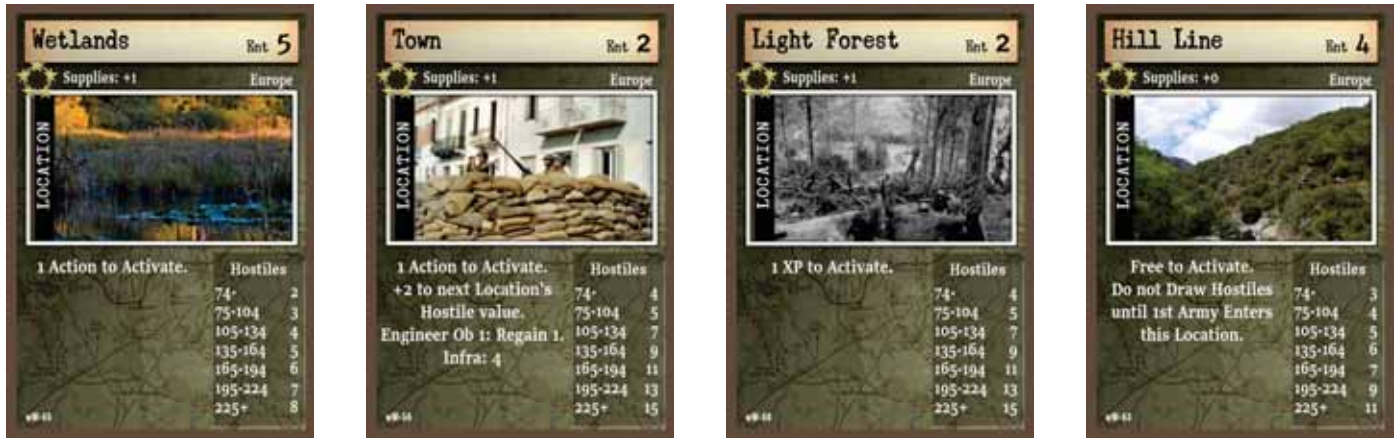 Wetlands
Ent 5
Supplies: +1
Europe
LOCATION
1 Action to Activate.
Hostiles
74- 2
75-104 3
105-134 4
135-164 5
165-194 6
195-224 7
225+ 8
Town
Ent 2
Supplies: +1
Europe
LOCATION
1 Action to Activate.
+2 to next Location's
Hostile value.
Engineer Ob 1: Regain 1.
Infra: 4
Hostiles
74- 4
75-104 5
105-134 7
135-164 9
165-194 11
195-224 13
225+ 15
Light Forest
Ent 2
Supplies: +1
Europe
LOCATION
1 XP to Activate.
Hostiles
74- 4
75-104 5
105-134 7
135-164 9
165-194 11
195-224 13
225+ 15
Hill Line
Ent 4
Supplies: +0
Europe
LOCATION
Free to Activate.
Do not Draw Hostiles
until 1st Army Enters
this Location.
Hostiles
74- 3
75-104 4
105-134 5
135-164 6
165-194 7
195-224 9
225+ 11